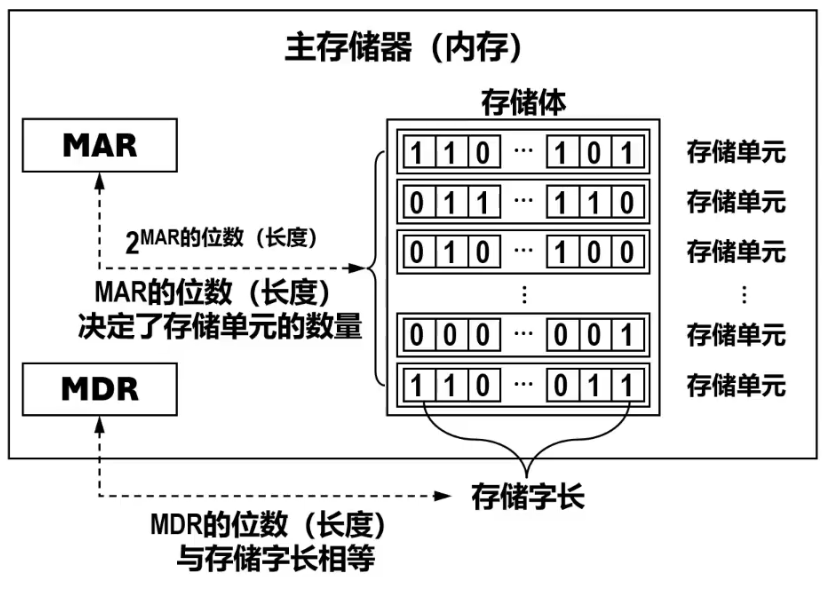 主存储器（内存）
存储体
MAR
1 1 0 ··· 1 0 1 存储单元
0 1 1 ··· 1 1 0 存储单元
2^MAR的位数（长度）
0 1 0 ··· 1 0 0 存储单元
MAR的位数（长度）
决定了存储单元的数量
⋮ ⋮
0 0 0 ··· 0 0 1 存储单元
MDR
1 1 0 ··· 0 1 1 存储单元
存储字长
MDR的位数（长度）
与存储字长相等